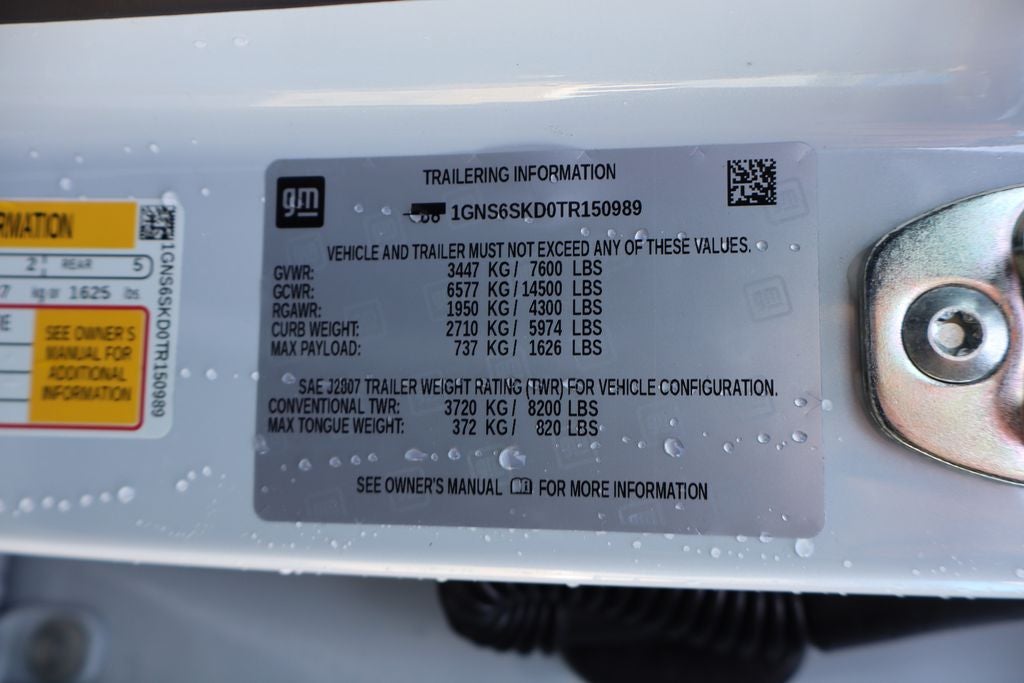 gm
TRAILERING INFORMATION
1GNS6SKD0TR150989
VEHICLE AND TRAILER MUST NOT EXCEED ANY OF THESE VALUES.
GVWR: 3447 KG / 7600 LBS
GCWR: 6577 KG / 14500 LBS
RGAWR: 1950 KG / 4300 LBS
CURB WEIGHT: 2710 KG / 5974 LBS
MAX PAYLOAD: 737 KG / 1626 LBS
SAE J2807 TRAILER WEIGHT RATING (TWR) FOR VEHICLE CONFIGURATION.
CONVENTIONAL TWR: 3720 KG / 8200 LBS
MAX TONGUE WEIGHT: 372 KG / 820 LBS
SEE OWNER'S MANUAL FOR MORE INFORMATION
2 REAR 5
7 kg or 1625 lbs
SEE OWNER'S
MANUAL FOR
ADDITIONAL
INFORMATION
1GNS6SKD0TR150989